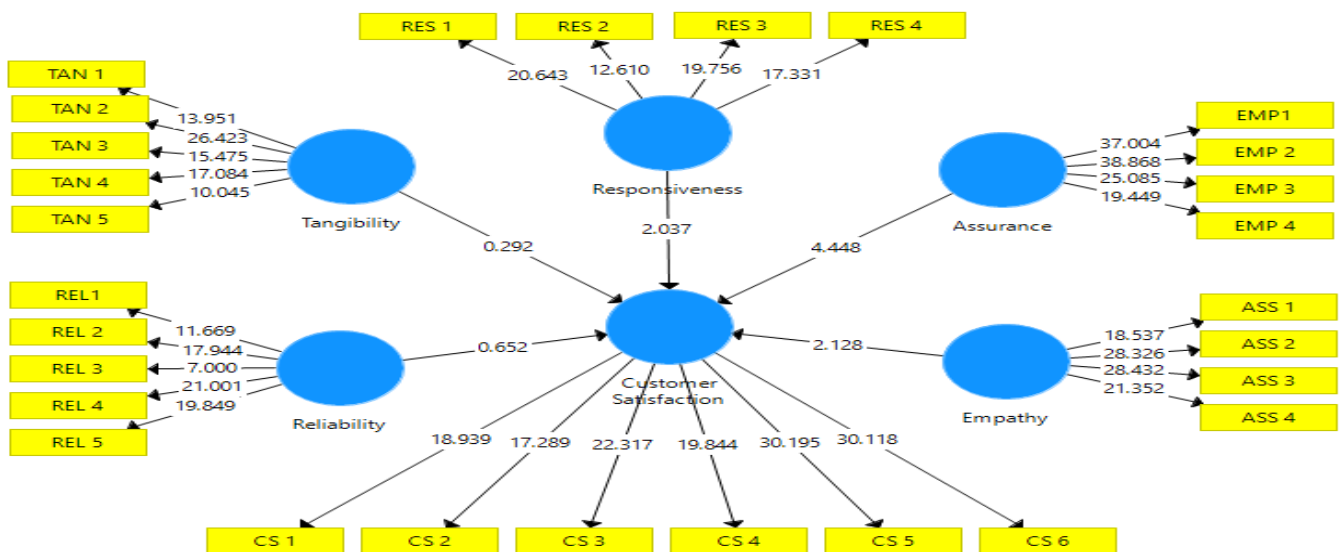 RES 1
RES 2
RES 3
RES 4
20.643
12.610
19.756
17.331
Responsiveness
2.037
TAN 1
TAN 2
TAN 3
TAN 4
TAN 5
13.951
26.423
15.475
17.084
10.045
Tangibility
0.292
EMP1
EMP 2
EMP 3
EMP 4
37.004
38.868
25.085
19.449
Assurance
4.448
REL1
REL 2
REL 3
REL 4
REL 5
11.669
17.944
7.000
21.001
19.849
Reliability
0.652
Customer
Satisfaction
ASS 1
ASS 2
ASS 3
ASS 4
18.537
28.326
28.432
21.352
Empathy
2.128
18.939
17.289
22.317
19.844
30.195
30.118
CS 1
CS 2
CS 3
CS 4
CS 5
CS 6